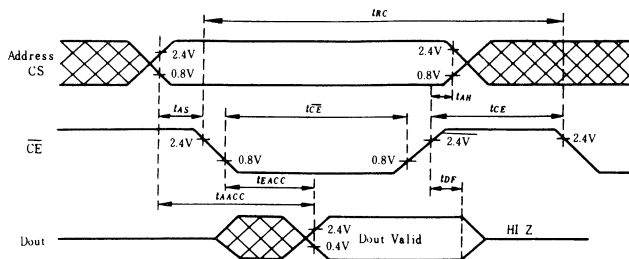 tRC
Address
CS
2.4V
0.8V
2.4V
0.8V
tAH
tAS
tCE
tCE
CE
2.4V
0.8V
0.8V
2.4V
2.4V
tEACC
tAACC
tDF
Dout
2.4V
0.4V
Dout Valid
HI Z